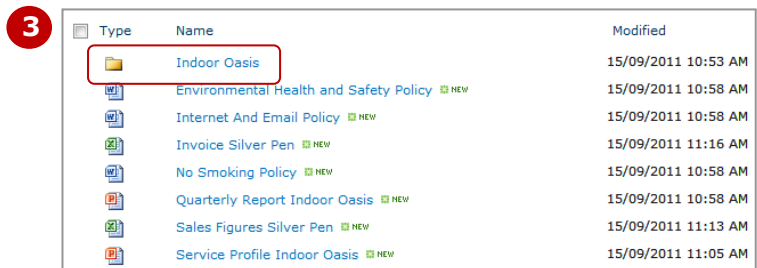 3
Type Name Modified
Indoor Oasis 15/09/2011 10:53 AM
Environmental Health and Safety Policy NEW 15/09/2011 10:58 AM
Internet And Email Policy NEW 15/09/2011 10:58 AM
Invoice Silver Pen NEW 15/09/2011 11:16 AM
No Smoking Policy NEW 15/09/2011 10:58 AM
Quarterly Report Indoor Oasis NEW 15/09/2011 10:58 AM
Sales Figures Silver Pen NEW 15/09/2011 11:13 AM
Service Profile Indoor Oasis NEW 15/09/2011 11:05 AM